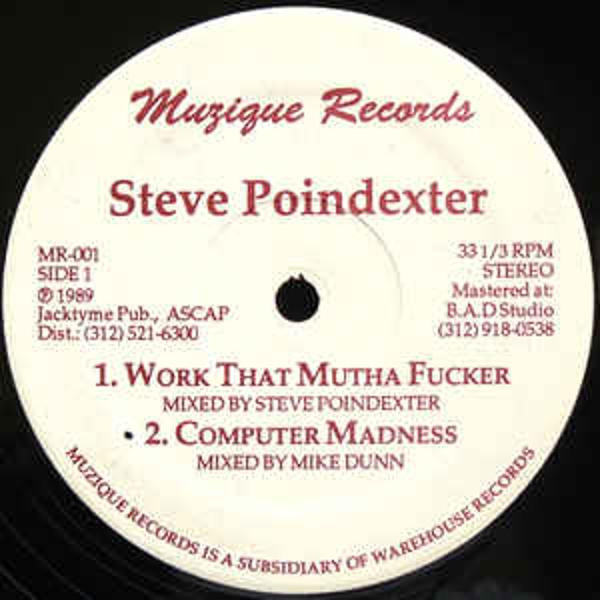 Muzique Records
Steve Poindexter
MR-001
SIDE 1
℗ 1989
Jacktyme Pub., ASCAP
Dist.: (312) 521-6300
33 1/3 RPM
STEREO
Mastered at:
B.A.D Studio
(312) 918-0538
1. WORK THAT MUTHA FUCKER
MIXED BY STEVE POINDEXTER
• 2. COMPUTER MADNESS
MIXED BY MIKE DUNN
MUZIQUE RECORDS IS A SUBSIDIARY OF WAREHOUSE RECORDS